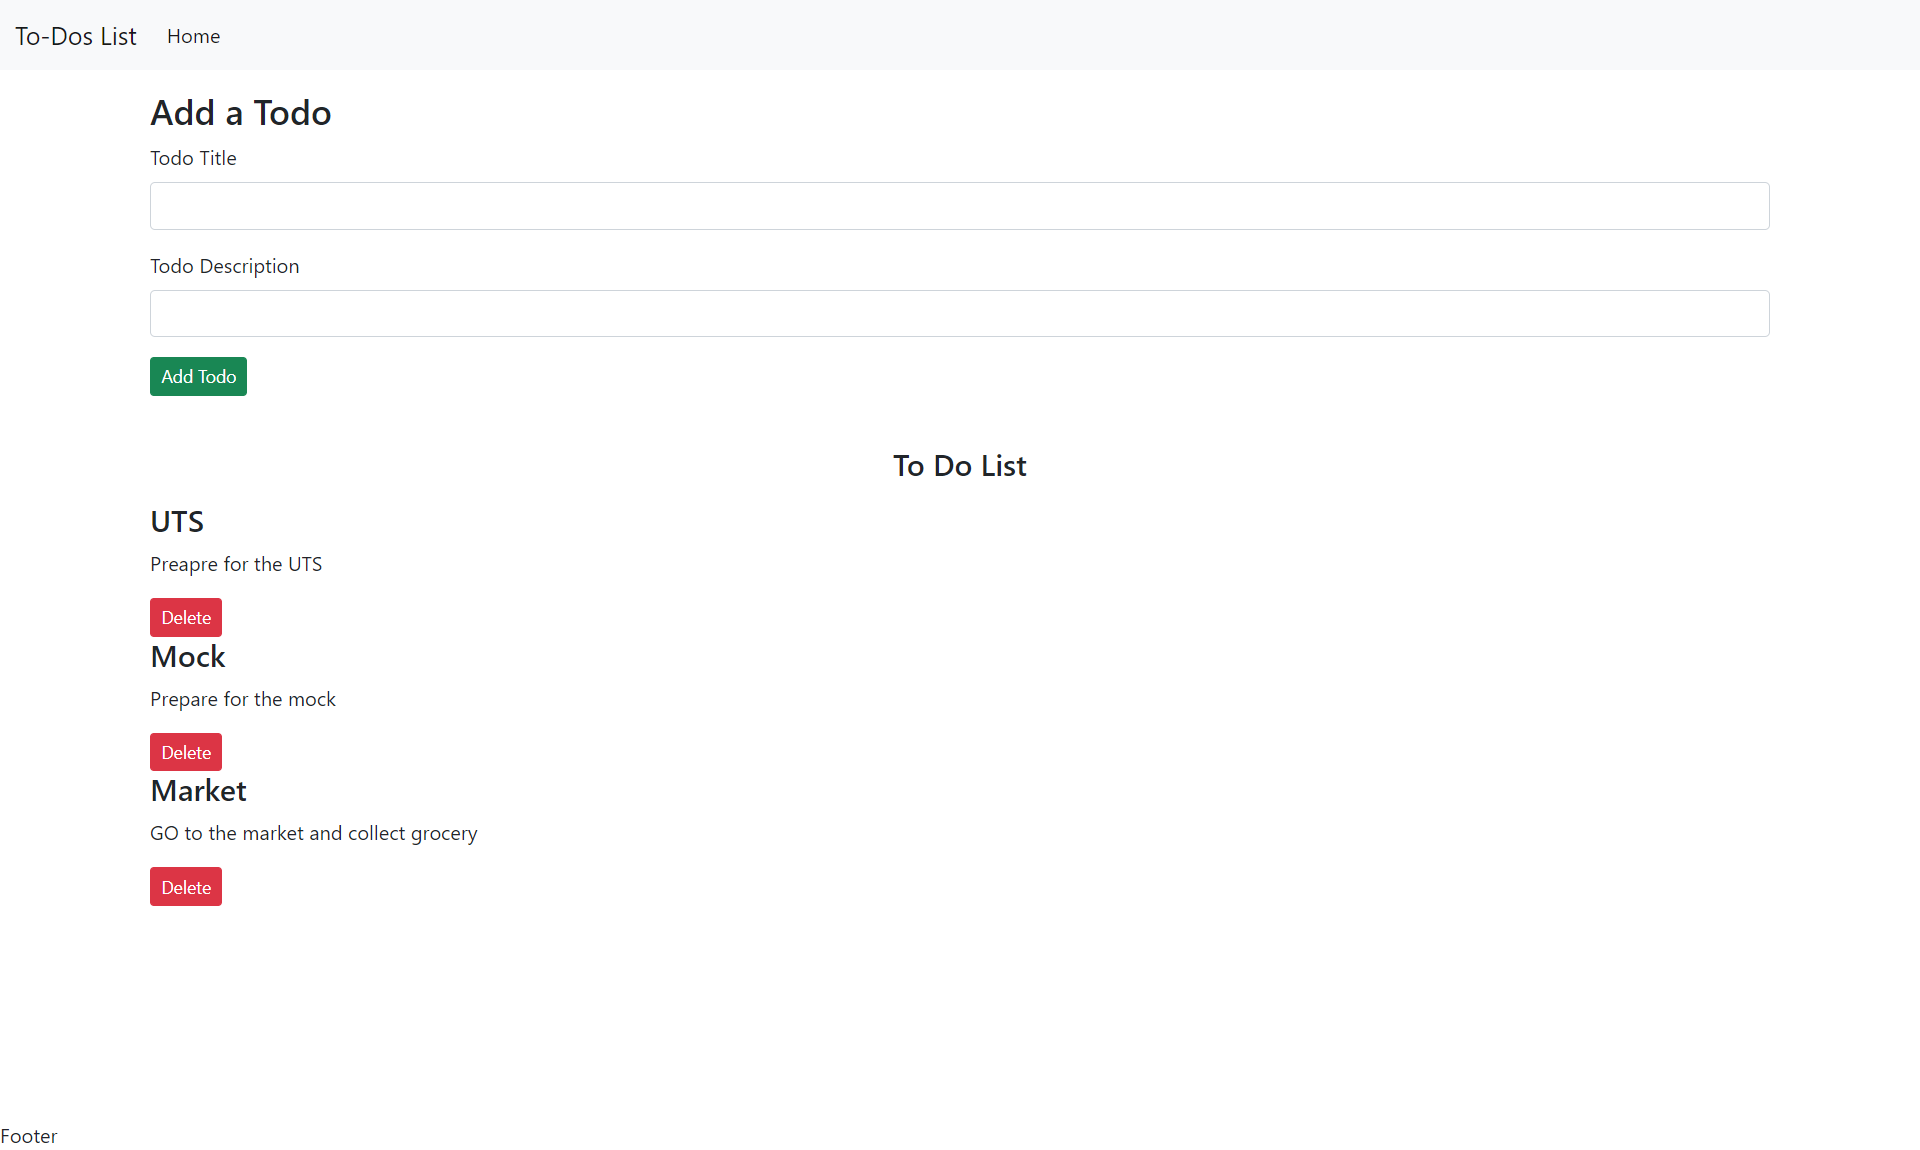 To-Dos List Home
Add a Todo
Todo Title
Todo Description
Add Todo
To Do List
UTS
Preapre for the UTS
Delete
Mock
Prepare for the mock
Delete
Market
GO to the market and collect grocery
Delete
Footer